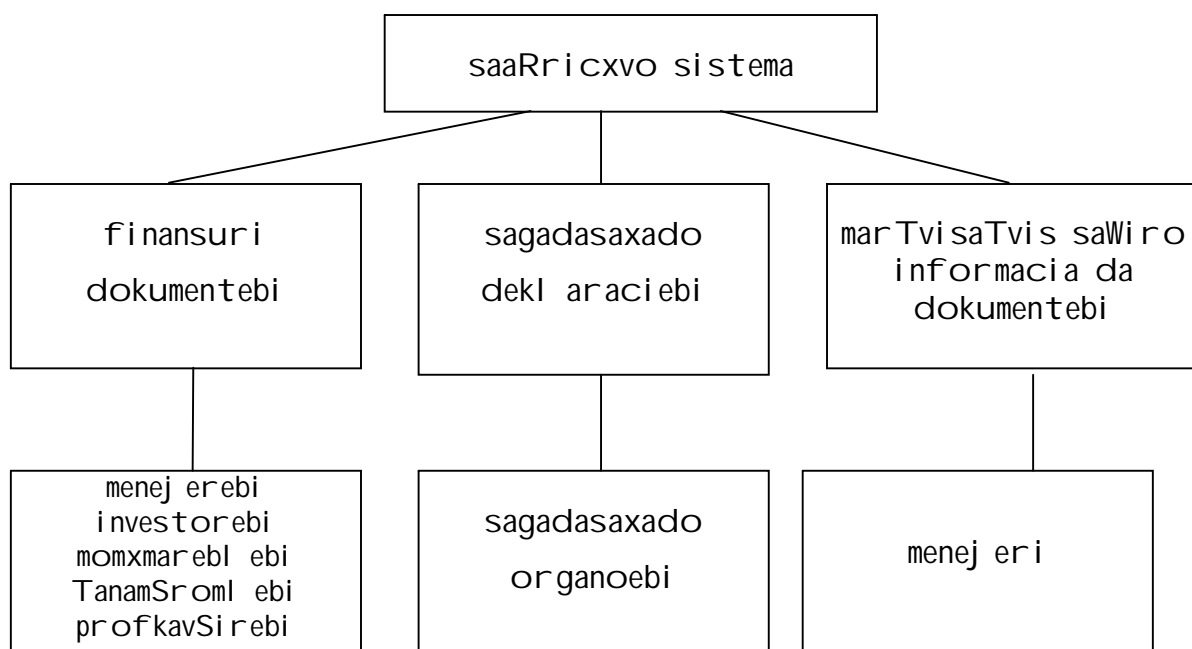 saaRricxvo sistema
finansuri
dokumentebi
sagadasaxado
deklaraciebi
marTvisaTvis saWiro
informacia da
dokumentebi
menejerebi
investorebi
momxmareblebi
TanamSromlebi
profkavSirebi
sagadasaxado
organoebi
menejeri